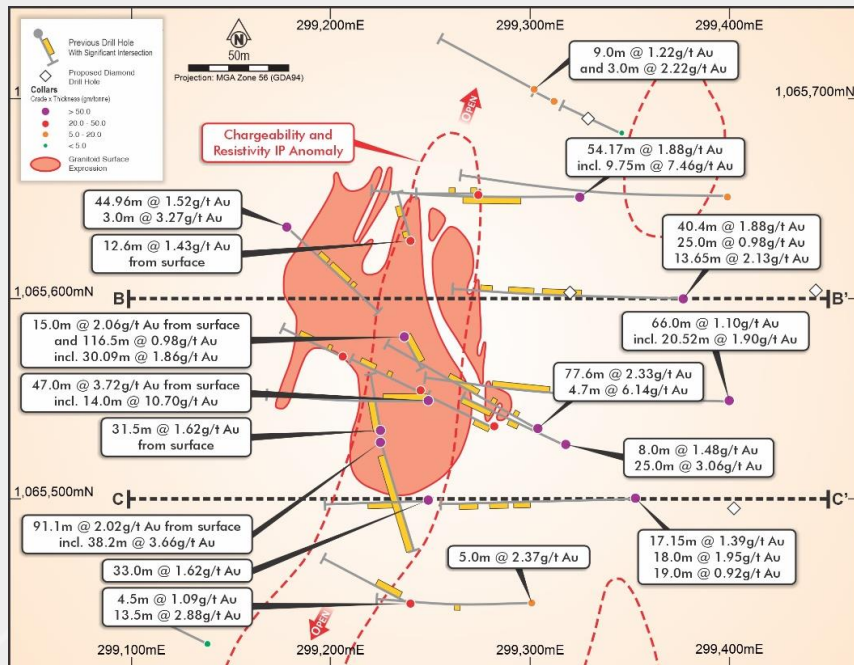 299,200mE
299,300mE
299,400mE
Previous Drill Hole
With Significant Intersection
Proposed Diamond
Drill Hole
Collars
Grade x Thickness (gm/tonne)
> 50.0
20.0 - 50.0
5.0 - 20.0
< 5.0
Granitoid Surface
Expression
N
50m
Projection: MGA Zone 56 (GDA94)
9.0m @ 1.22g/t Au
and 3.0m @ 2.22g/t Au
1,065,700mN
OPEN
Chargeability and
Resistivity IP Anomaly
54.17m @ 1.88g/t Au
incl. 9.75m @ 7.46g/t Au
44.96m @ 1.52g/t Au
3.0m @ 3.27g/t Au
40.4m @ 1.88g/t Au
25.0m @ 0.98g/t Au
13.65m @ 2.13g/t Au
12.6m @ 1.43g/t Au
from surface
1,065,600mN
B
B'
15.0m @ 2.06g/t Au from surface
and 116.5m @ 0.98g/t Au
incl. 30.09m @ 1.86g/t Au
66.0m @ 1.10g/t Au
incl. 20.52m @ 1.90g/t Au
77.6m @ 2.33g/t Au
4.7m @ 6.14g/t Au
47.0m @ 3.72g/t Au from surface
incl. 14.0m @ 10.70g/t Au
31.5m @ 1.62g/t Au
from surface
8.0m @ 1.48g/t Au
25.0m @ 3.06g/t Au
1,065,500mN
C
C'
91.1m @ 2.02g/t Au from surface
incl. 38.2m @ 3.66g/t Au
17.15m @ 1.39g/t Au
18.0m @ 1.95g/t Au
19.0m @ 0.92g/t Au
33.0m @ 1.62g/t Au
5.0m @ 2.37g/t Au
4.5m @ 1.09g/t Au
13.5m @ 2.88g/t Au
OPEN
299,100mE
299,200mE
299,300mE
299,400mE